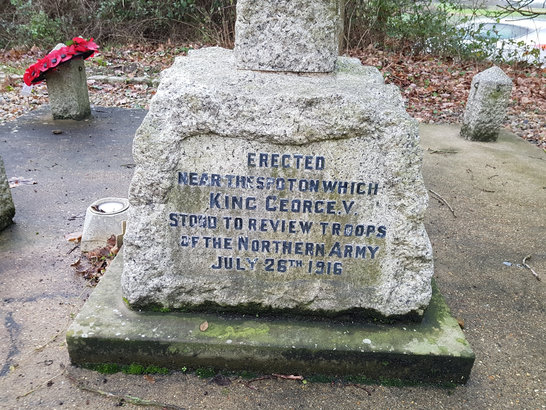 ERECTED
NEAR THE SPOT ON WHICH
KING GEORGE.V.
STOOD TO REVIEW TROOPS
OF THE NORTHERN ARMY
JULY 26TH 1916